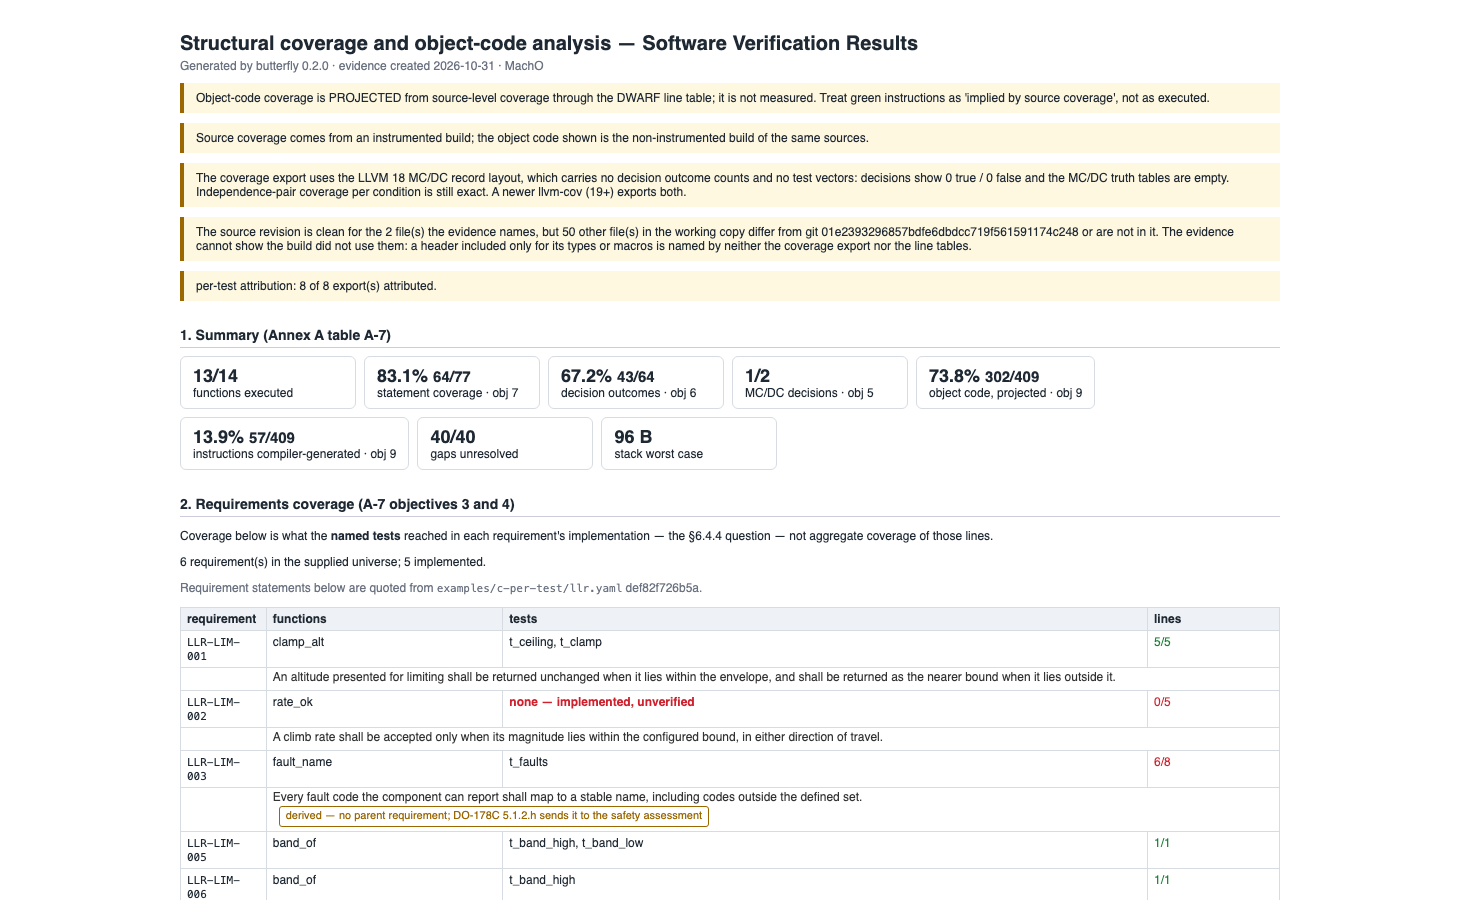 Structural coverage and object-code analysis — Software Verification Results
Generated by butterfly 0.2.0 · evidence created 2026-10-31 · MachO
Object-code coverage is PROJECTED from source-level coverage through the DWARF line table; it is not measured. Treat green instructions as 'implied by source coverage', not as executed.
Source coverage comes from an instrumented build; the object code shown is the non-instrumented build of the same sources.
The coverage export uses the LLVM 18 MC/DC record layout, which carries no decision outcome counts and no test vectors: decisions show 0 true / 0 false and the MC/DC truth tables are empty.
Independence-pair coverage per condition is still exact. A newer llvm-cov (19+) exports both.
The source revision is clean for the 2 file(s) the evidence names, but 50 other file(s) in the working copy differ from git 01e2393296857bdfe6dbdcc719f561591174c248 or are not in it. The evidence
cannot show the build did not use them: a header included only for its types or macros is named by neither the coverage export nor the line tables.
per-test attribution: 8 of 8 export(s) attributed.
1. Summary (Annex A table A-7)
13/14
functions executed
83.1% 64/77
statement coverage · obj 7
67.2% 43/64
decision outcomes · obj 6
1/2
MC/DC decisions · obj 5
73.8% 302/409
object code, projected · obj 9
13.9% 57/409
instructions compiler-generated · obj 9
40/40
gaps unresolved
96 B
stack worst case
2. Requirements coverage (A-7 objectives 3 and 4)
Coverage below is what the named tests reached in each requirement's implementation — the §6.4.4 question — not aggregate coverage of those lines.
6 requirement(s) in the supplied universe; 5 implemented.
Requirement statements below are quoted from examples/c-per-test/llr.yaml def82f726b5a.
requirement functions tests lines
LLR-LIM-
001
clamp_alt t_ceiling, t_clamp 5/5
An altitude presented for limiting shall be returned unchanged when it lies within the envelope, and shall be returned as the nearer bound when it lies outside it.
LLR-LIM-
002
rate_ok none — implemented, unverified 0/5
A climb rate shall be accepted only when its magnitude lies within the configured bound, in either direction of travel.
LLR-LIM-
003
fault_name t_faults 6/8
Every fault code the component can report shall map to a stable name, including codes outside the defined set.
derived — no parent requirement; DO-178C 5.1.2.h sends it to the safety assessment
LLR-LIM-
005
band_of t_band_high, t_band_low 1/1
LLR-LIM-
006
band_of t_band_high 1/1